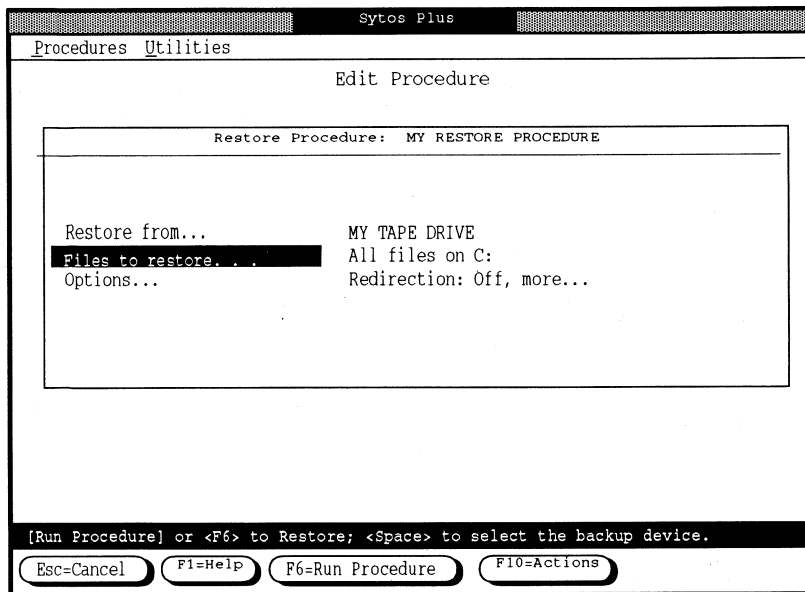 Sytos Plus
Procedures Utilities
Edit Procedure
Restore Procedure: MY RESTORE PROCEDURE
Restore from... MY TAPE DRIVE
Files to restore. . . All files on C:
Options... Redirection: Off, more...
[Run Procedure] or <F6> to Restore; <Space> to select the backup device.
Esc=Cancel F1=Help F6=Run Procedure F10=Actions